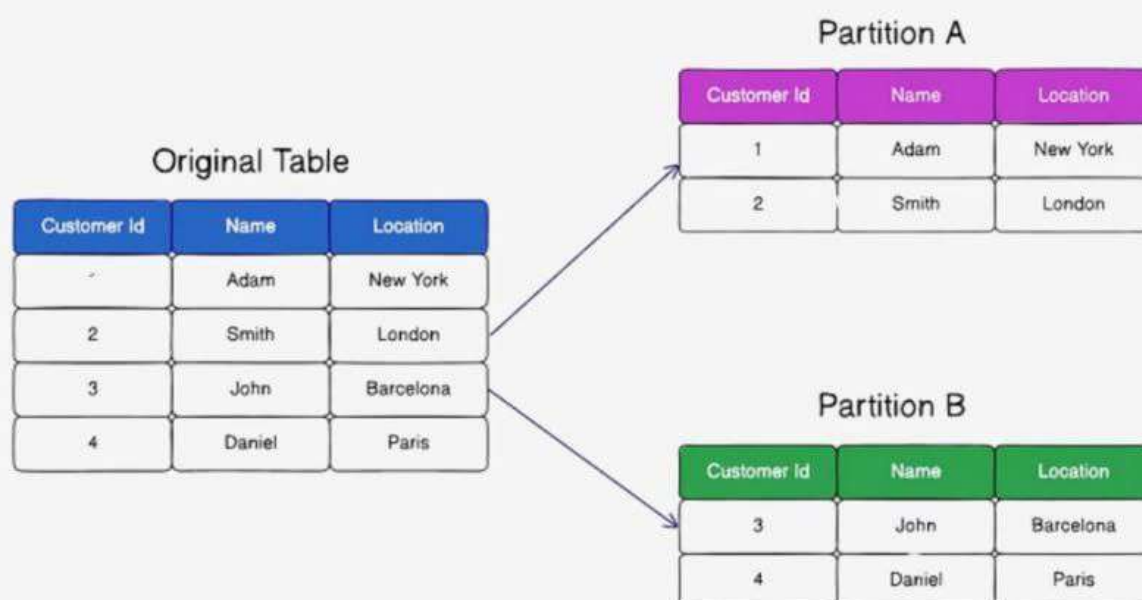 Partition A
Customer Id Name Location
1 Adam New York
2 Smith London
Original Table
Customer Id Name Location
Adam New York
2 Smith London
3 John Barcelona
4 Daniel Paris
Partition B
Customer Id Name Location
3 John Barcelona
4 Daniel Paris